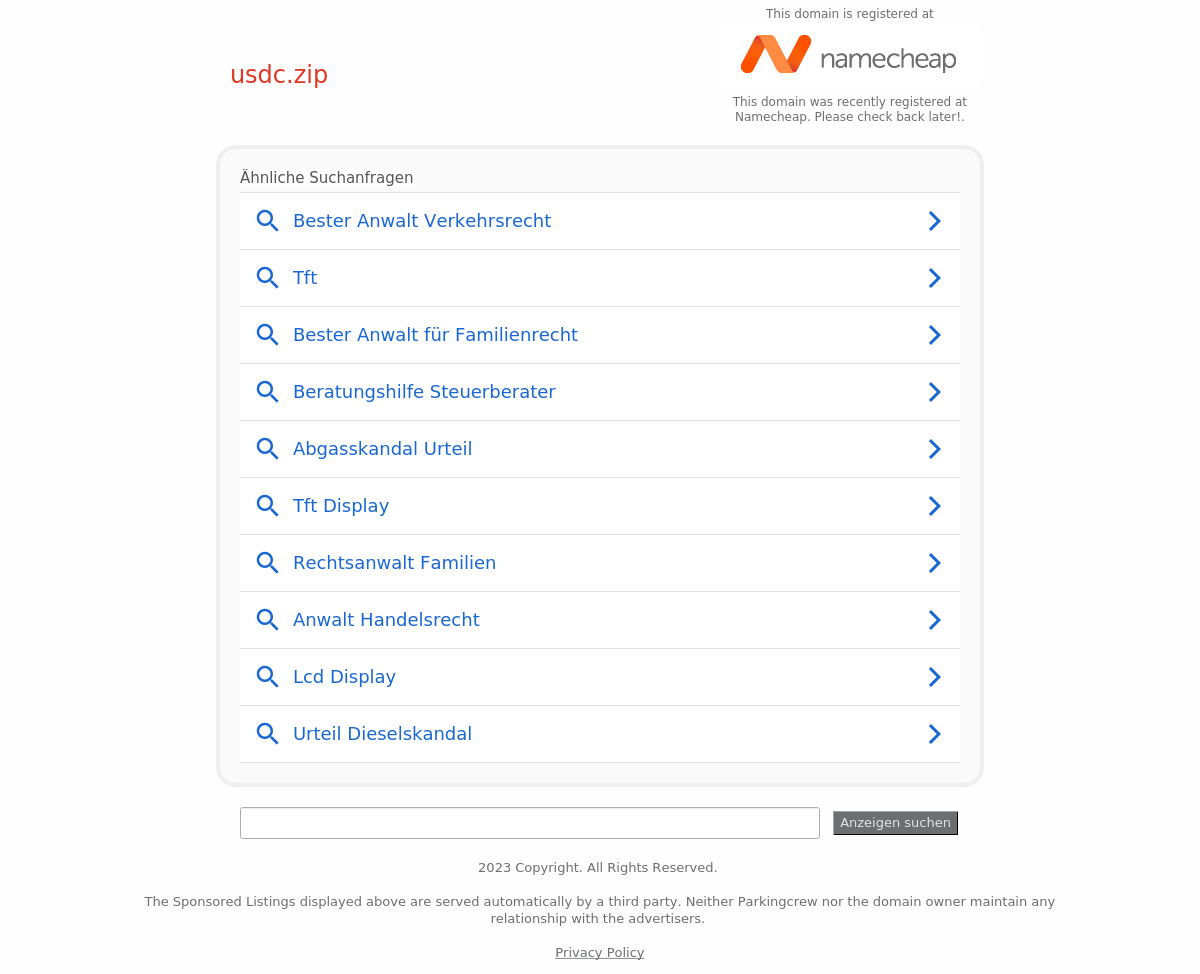 This domain is registered at
namecheap
usdc.zip
This domain was recently registered at
Namecheap. Please check back later!.
Ähnliche Suchanfragen
Bester Anwalt Verkehrsrecht
Tft
Bester Anwalt für Familienrecht
Beratungshilfe Steuerberater
Abgasskandal Urteil
Tft Display
Rechtsanwalt Familien
Anwalt Handelsrecht
Lcd Display
Urteil Dieselskandal
Anzeigen suchen
2023 Copyright. All Rights Reserved.
The Sponsored Listings displayed above are served automatically by a third party. Neither Parkingcrew nor the domain owner maintain any
relationship with the advertisers.
Privacy Policy